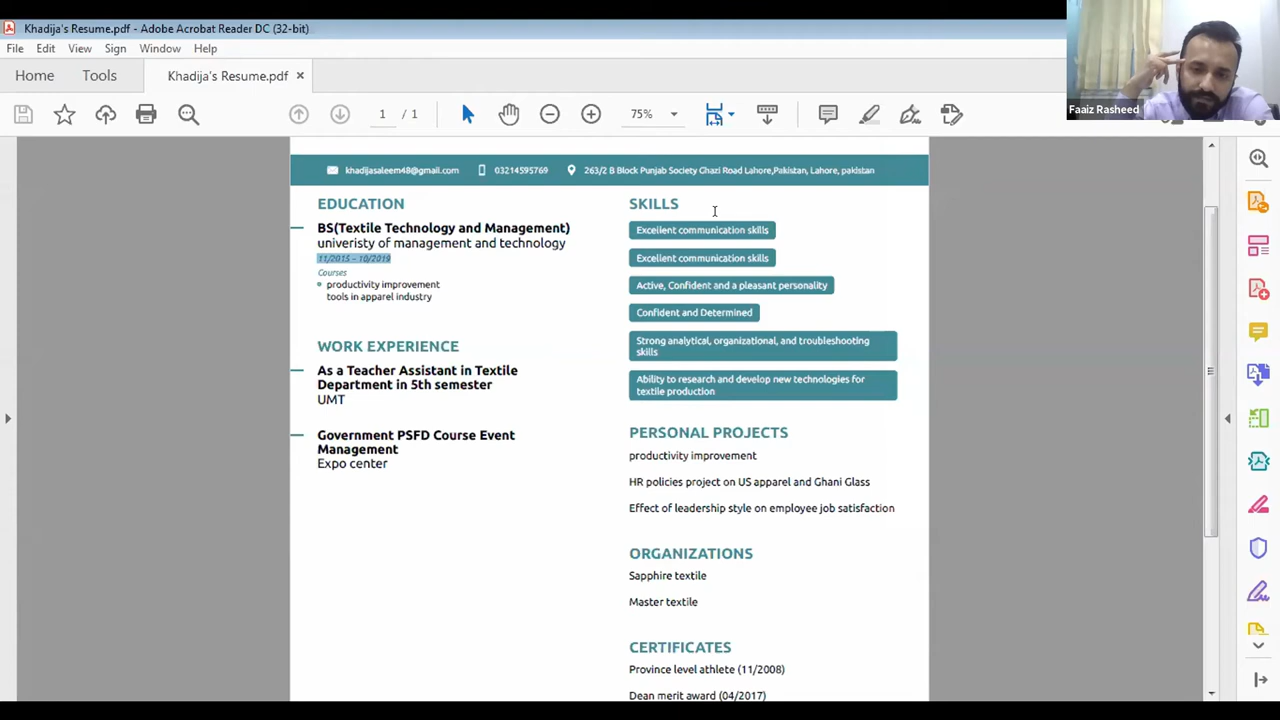 Khadija's Resume.pdf - Adobe Acrobat Reader DC (32-bit)
File Edit View Sign Window Help
Home Tools Khadija's Resume.pdf
/ 1 75%
Faaiz Rasheed
khadijasaleem48@gmail.com 03214595769 263/2 B Block Punjab Society Ghazi Road Lahore,Pakistan, Lahore, pakistan
EDUCATION
BS(Textile Technology and Management)
univeristy of management and technology
11/2015 – 10/2019
Courses
productivity improvement
tools in apparel industry
WORK EXPERIENCE
As a Teacher Assistant in Textile
Department in 5th semester
UMT
Government PSFD Course Event
Management
Expo center
SKILLS
Excellent communication skills
Excellent communication skills
Active, Confident and a pleasant personality
Confident and Determined
Strong analytical, organizational, and troubleshooting
skills
Ability to research and develop new technologies for
textile production
PERSONAL PROJECTS
productivity improvement
HR policies project on US apparel and Ghani Glass
Effect of leadership style on employee job satisfaction
ORGANIZATIONS
Sapphire textile
Master textile
CERTIFICATES
Province level athlete (11/2008)
Dean merit award (04/2017)